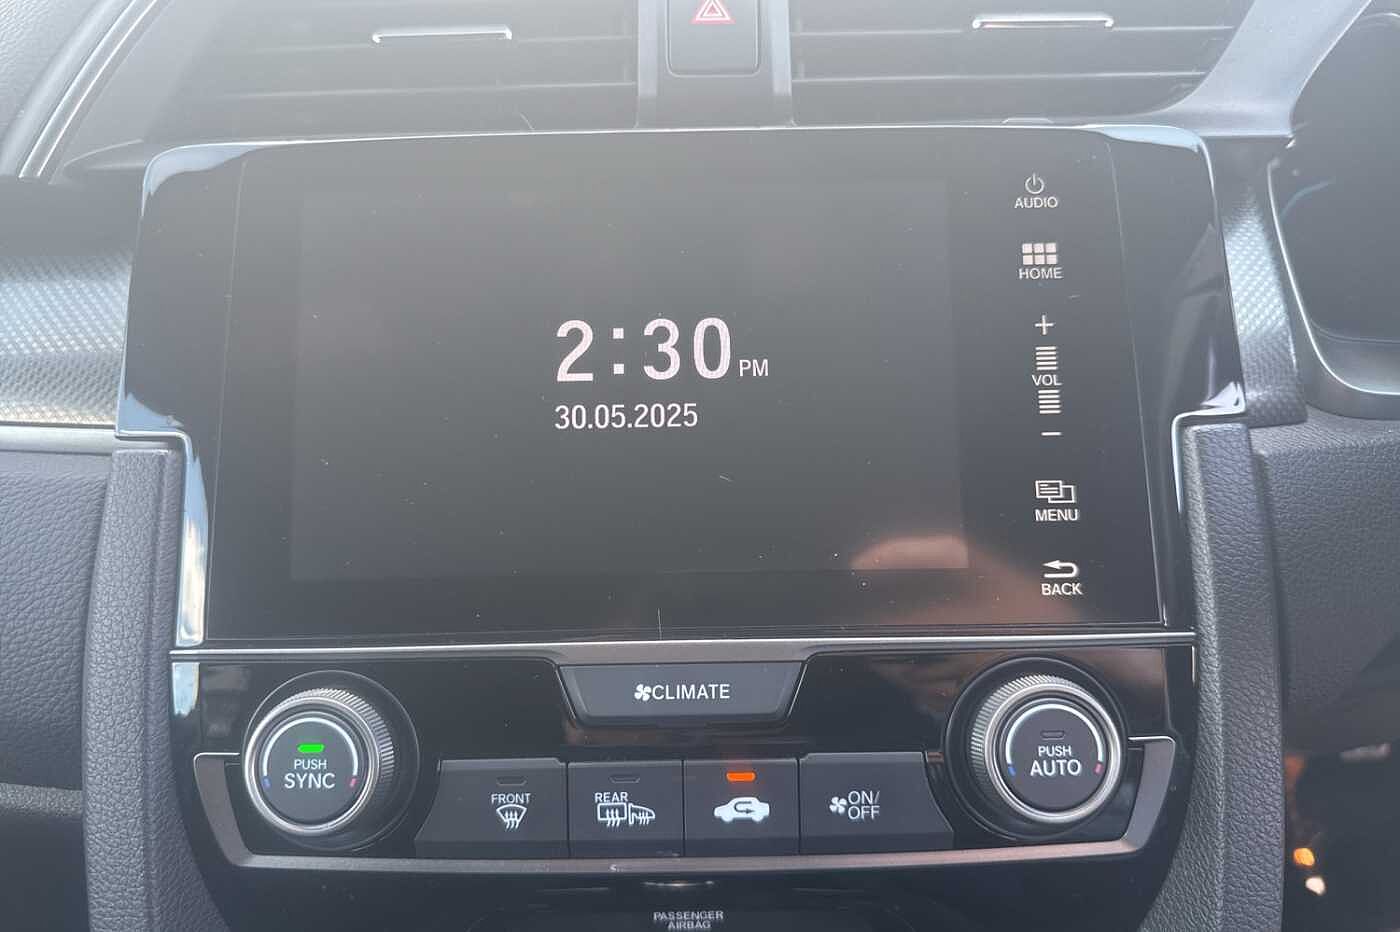 AUDIO
HOME
+
VOL
-
2:30 PM
30.05.2025
MENU
BACK
CLIMATE
PUSH
SYNC
FRONT
REAR
ON/
OFF
PUSH
AUTO
PASSENGER
AIRBAG